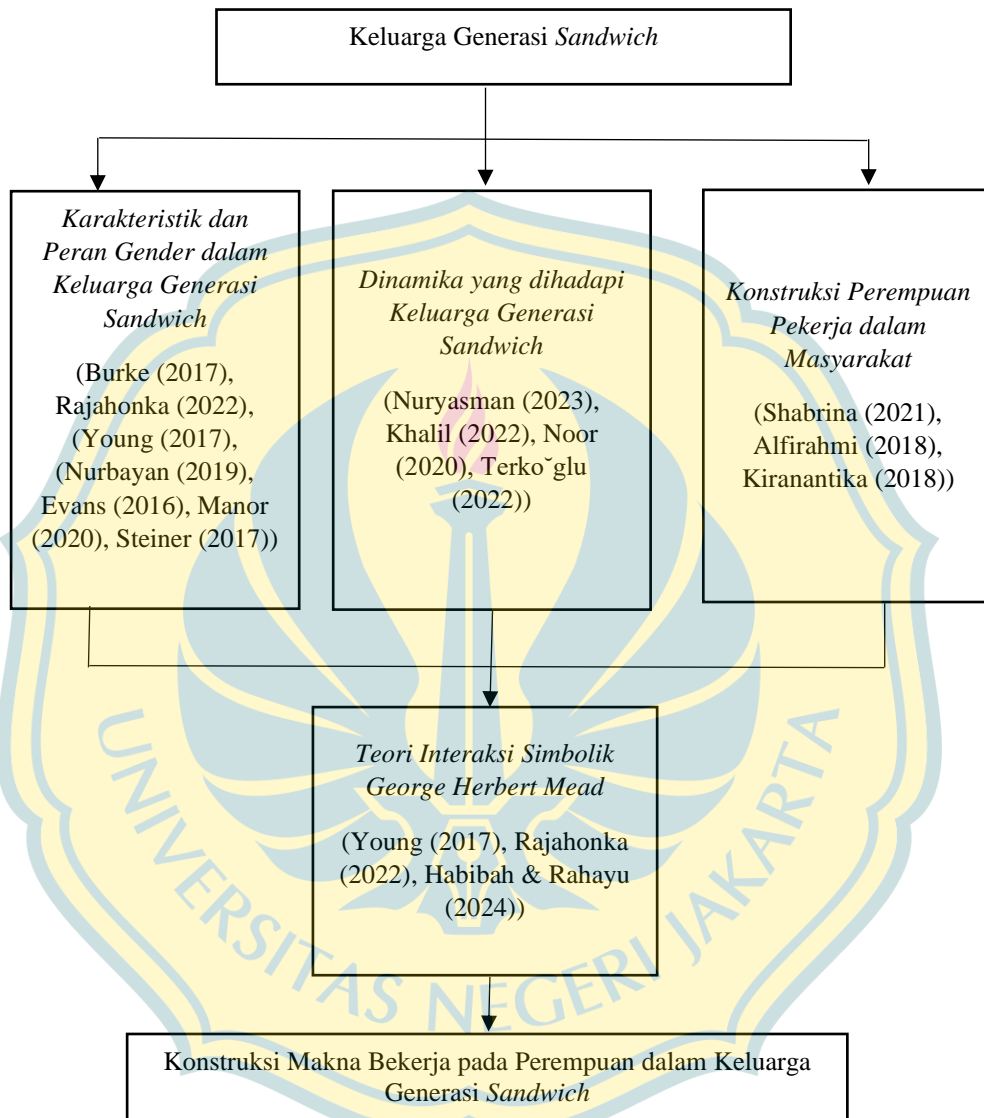 Keluarga Generasi Sandwich
Karakteristik dan
Peran Gender dalam
Keluarga Generasi
Sandwich
(Burke (2017),
Rajahonka (2022),
(Young (2017),
(Nurbayan (2019),
Evans (2016), Manor
(2020), Steiner (2017))
Dinamika yang dihadapi
Keluarga Generasi
Sandwich
(Nuryasman (2023),
Khalil (2022), Noor
(2020), Terko˘glu
(2022))
Konstruksi Perempuan
Pekerja dalam
Masyarakat
(Shabrina (2021),
Alfirahmi (2018),
Kiranantika (2018))
Teori Interaksi Simbolik
George Herbert Mead
(Young (2017), Rajahonka
(2022), Habibah & Rahayu
(2024))
UNIVERSITAS NEGERI JAKARTA
Konstruksi Makna Bekerja pada Perempuan dalam Keluarga
Generasi Sandwich